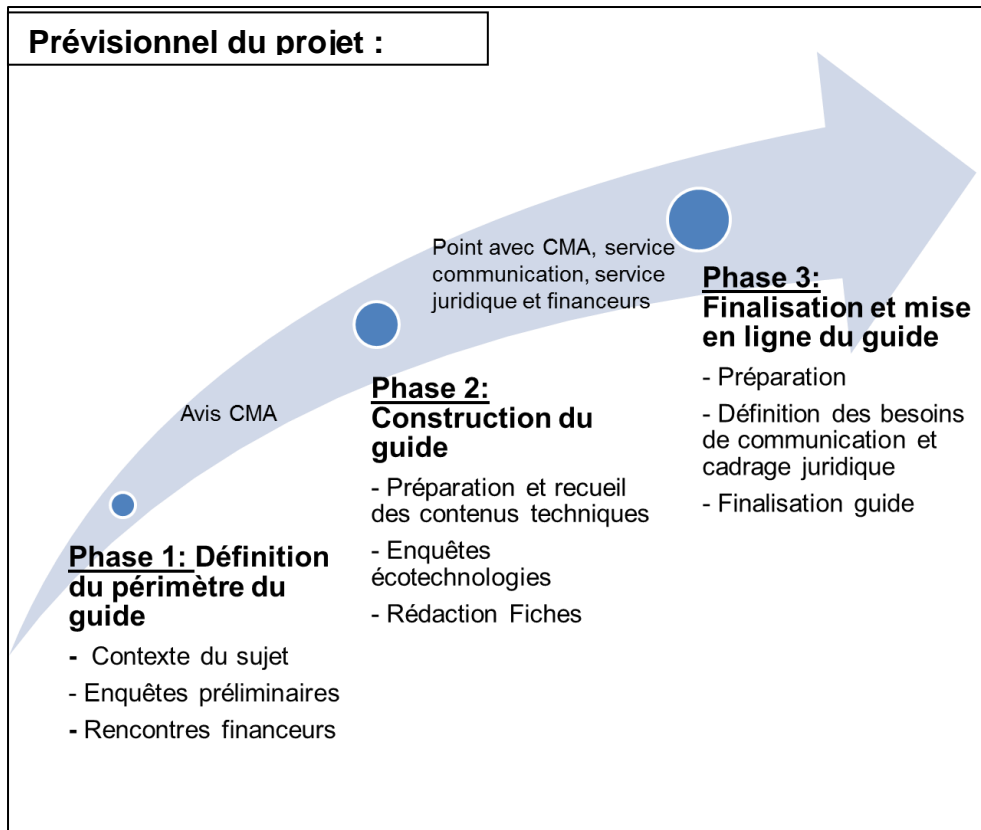 Prévisionnel du projet :
Point avec CMA, service
communication, service
juridique et financeurs
Avis CMA
Phase 1: Définition
du périmètre du
guide
- Contexte du sujet
- Enquêtes préliminaires
- Rencontres financeurs
Phase 2:
Construction du
guide
- Préparation et recueil
des contenus techniques
- Enquêtes
écotechnologies
- Rédaction Fiches
Phase 3:
Finalisation et mise
en ligne du guide
- Préparation
- Définition des besoins
de communication et
cadrage juridique
- Finalisation guide